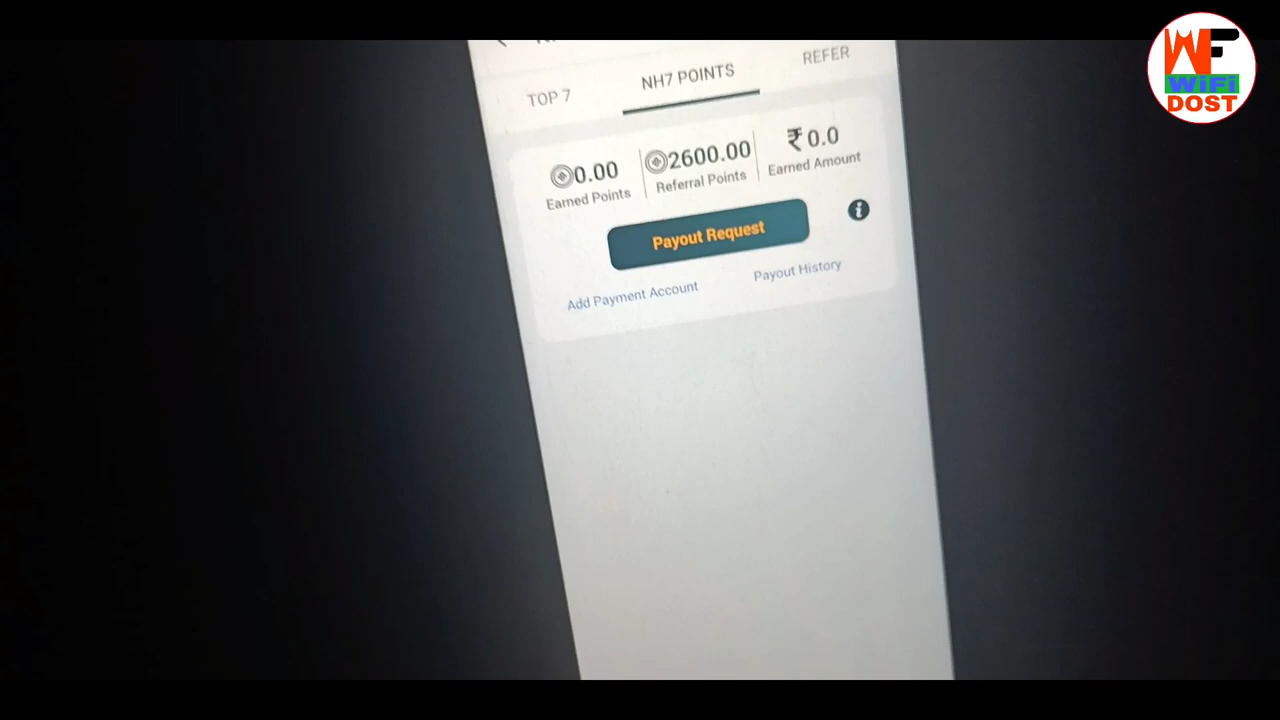 WF
WiFi
DOST
TOP 7
NH7 POINTS
REFER
0.00
2600.00
₹0.0
Earned Points
Referral Points
Earned Amount
Payout Request
i
Add Payment Account
Payout History